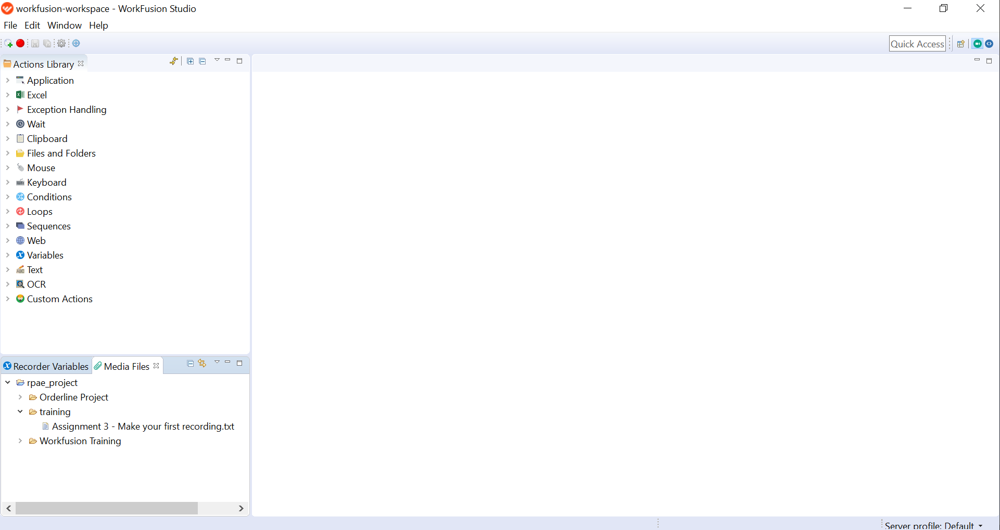 workfusion-workspace - WorkFusion Studio
File Edit Window Help
Quick Access
Actions Library
Application
Excel
Exception Handling
Wait
Clipboard
Files and Folders
Mouse
Keyboard
Conditions
Loops
Sequences
Web
Variables
ABC Text
OCR
Custom Actions
Recorder Variables Media Files
rpae_project
Orderline Project
training
Assignment 3 - Make your first recording.txt
Workfusion Training
Server profile: Default